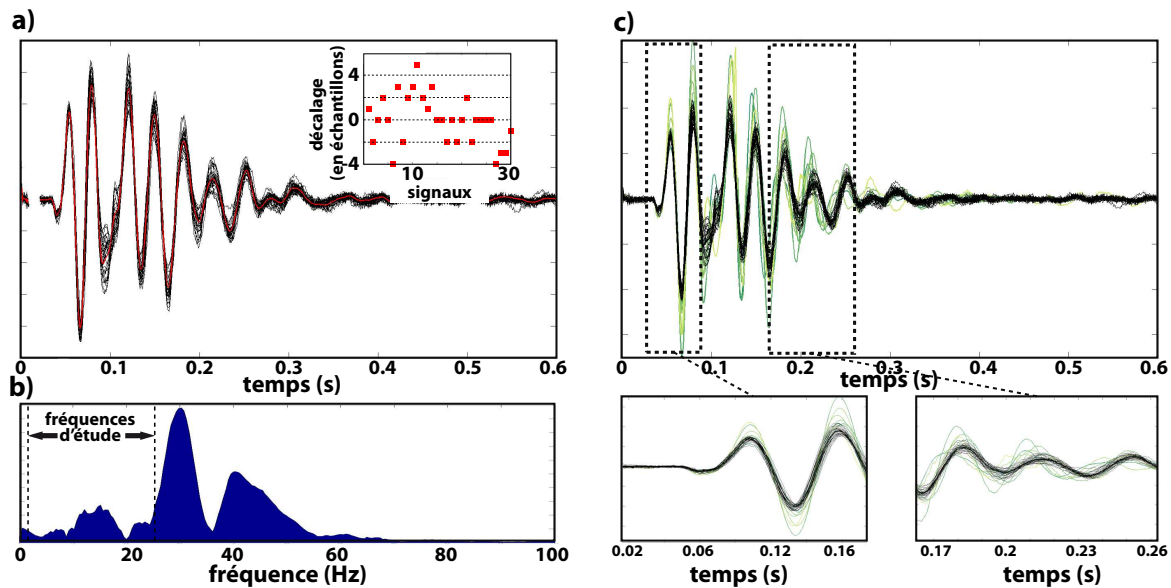 a)
décalage
(en échantillons)
4
0
-4
10
30
signaux
0
0.1
0.2
0.3
0.4
0.5
0.6
temps (s)
b)
fréquences
d'étude
0
20
40
60
80
100
fréquence (Hz)
c)
0
0.1
0.2
0.3
0.4
0.5
0.6
temps (s)
0.02
0.06
0.12
0.16
temps (s)
0.17
0.2
0.23
0.26
temps (s)